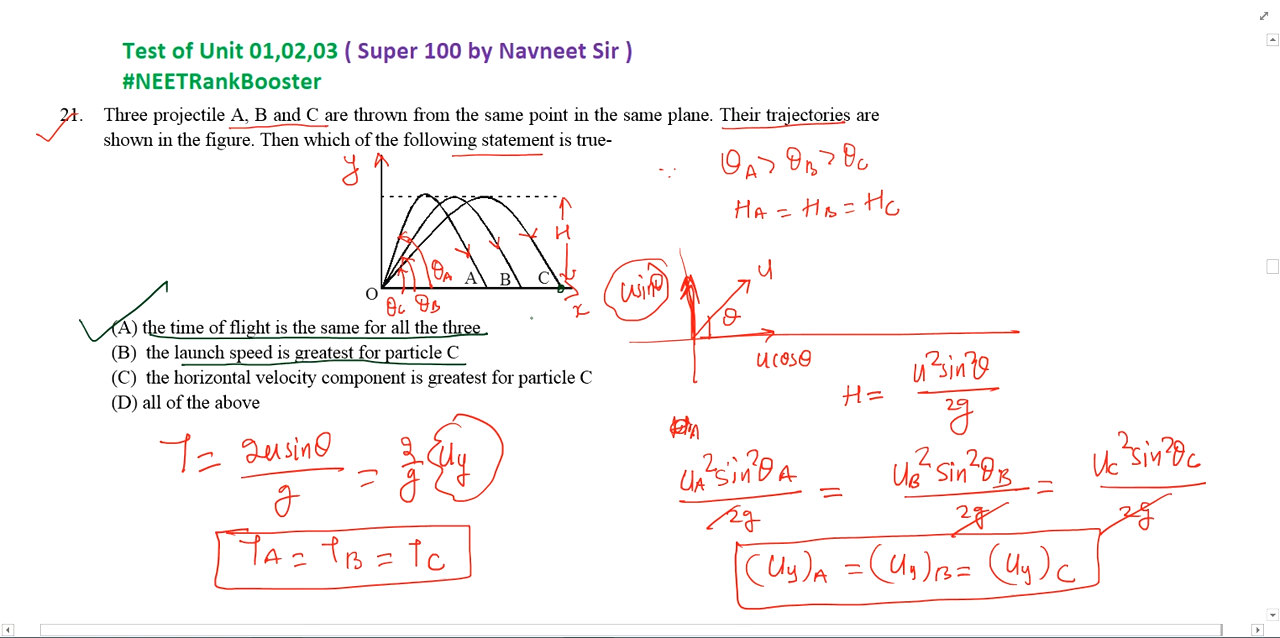 Test of Unit 01,02,03 ( Super 100 by Navneet Sir )
#NEETRankBooster
21. Three projectile A, B and C are thrown from the same point in the same plane. Their trajectories are
shown in the figure. Then which of the following statement is true-
∵ θA > θB > θC
HA = HB = HC
y
H
θA A B C
O θC θB x
usinθ
u
θ
ucosθ
(A) the time of flight is the same for all the three
(B) the launch speed is greatest for particle C
(C) the horizontal velocity component is greatest for particle C
(D) all of the above
H = u²sin²θ / 2g
T = 2usinθ / g = 2/g {uy}
uA²sin²θA / 2g = uB²sin²θB / 2g = uC²sin²θC / 2g
TA = TB = TC
(uy)A = (uy)B = (uy)C